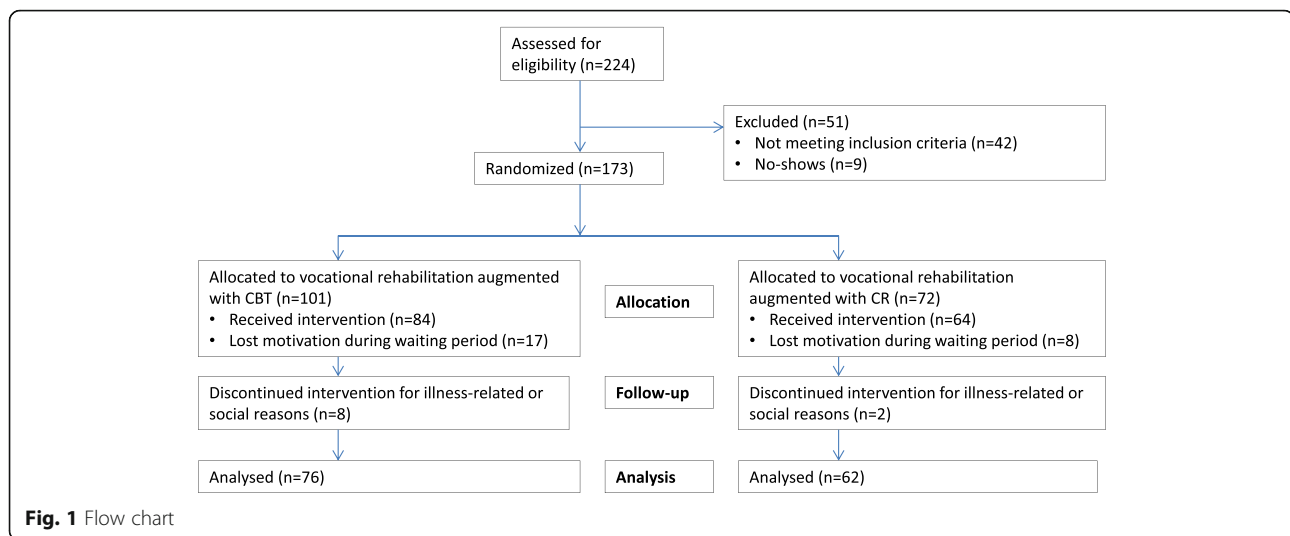 Assessed for
eligibility (n=224)
Excluded (n=51)
• Not meeting inclusion criteria (n=42)
• No-shows (n=9)
Randomized (n=173)
Allocated to vocational rehabilitation augmented
with CBT (n=101)
• Received intervention (n=84)
• Lost motivation during waiting period (n=17)
Allocation
Allocated to vocational rehabilitation
augmented with CR (n=72)
• Received intervention (n=64)
• Lost motivation during waiting period (n=8)
Discontinued intervention for illness-related or
social reasons (n=8)
Follow-up
Discontinued intervention for illness-related or
social reasons (n=2)
Analysed (n=76)
Analysis
Analysed (n=62)
Fig. 1 Flow chart